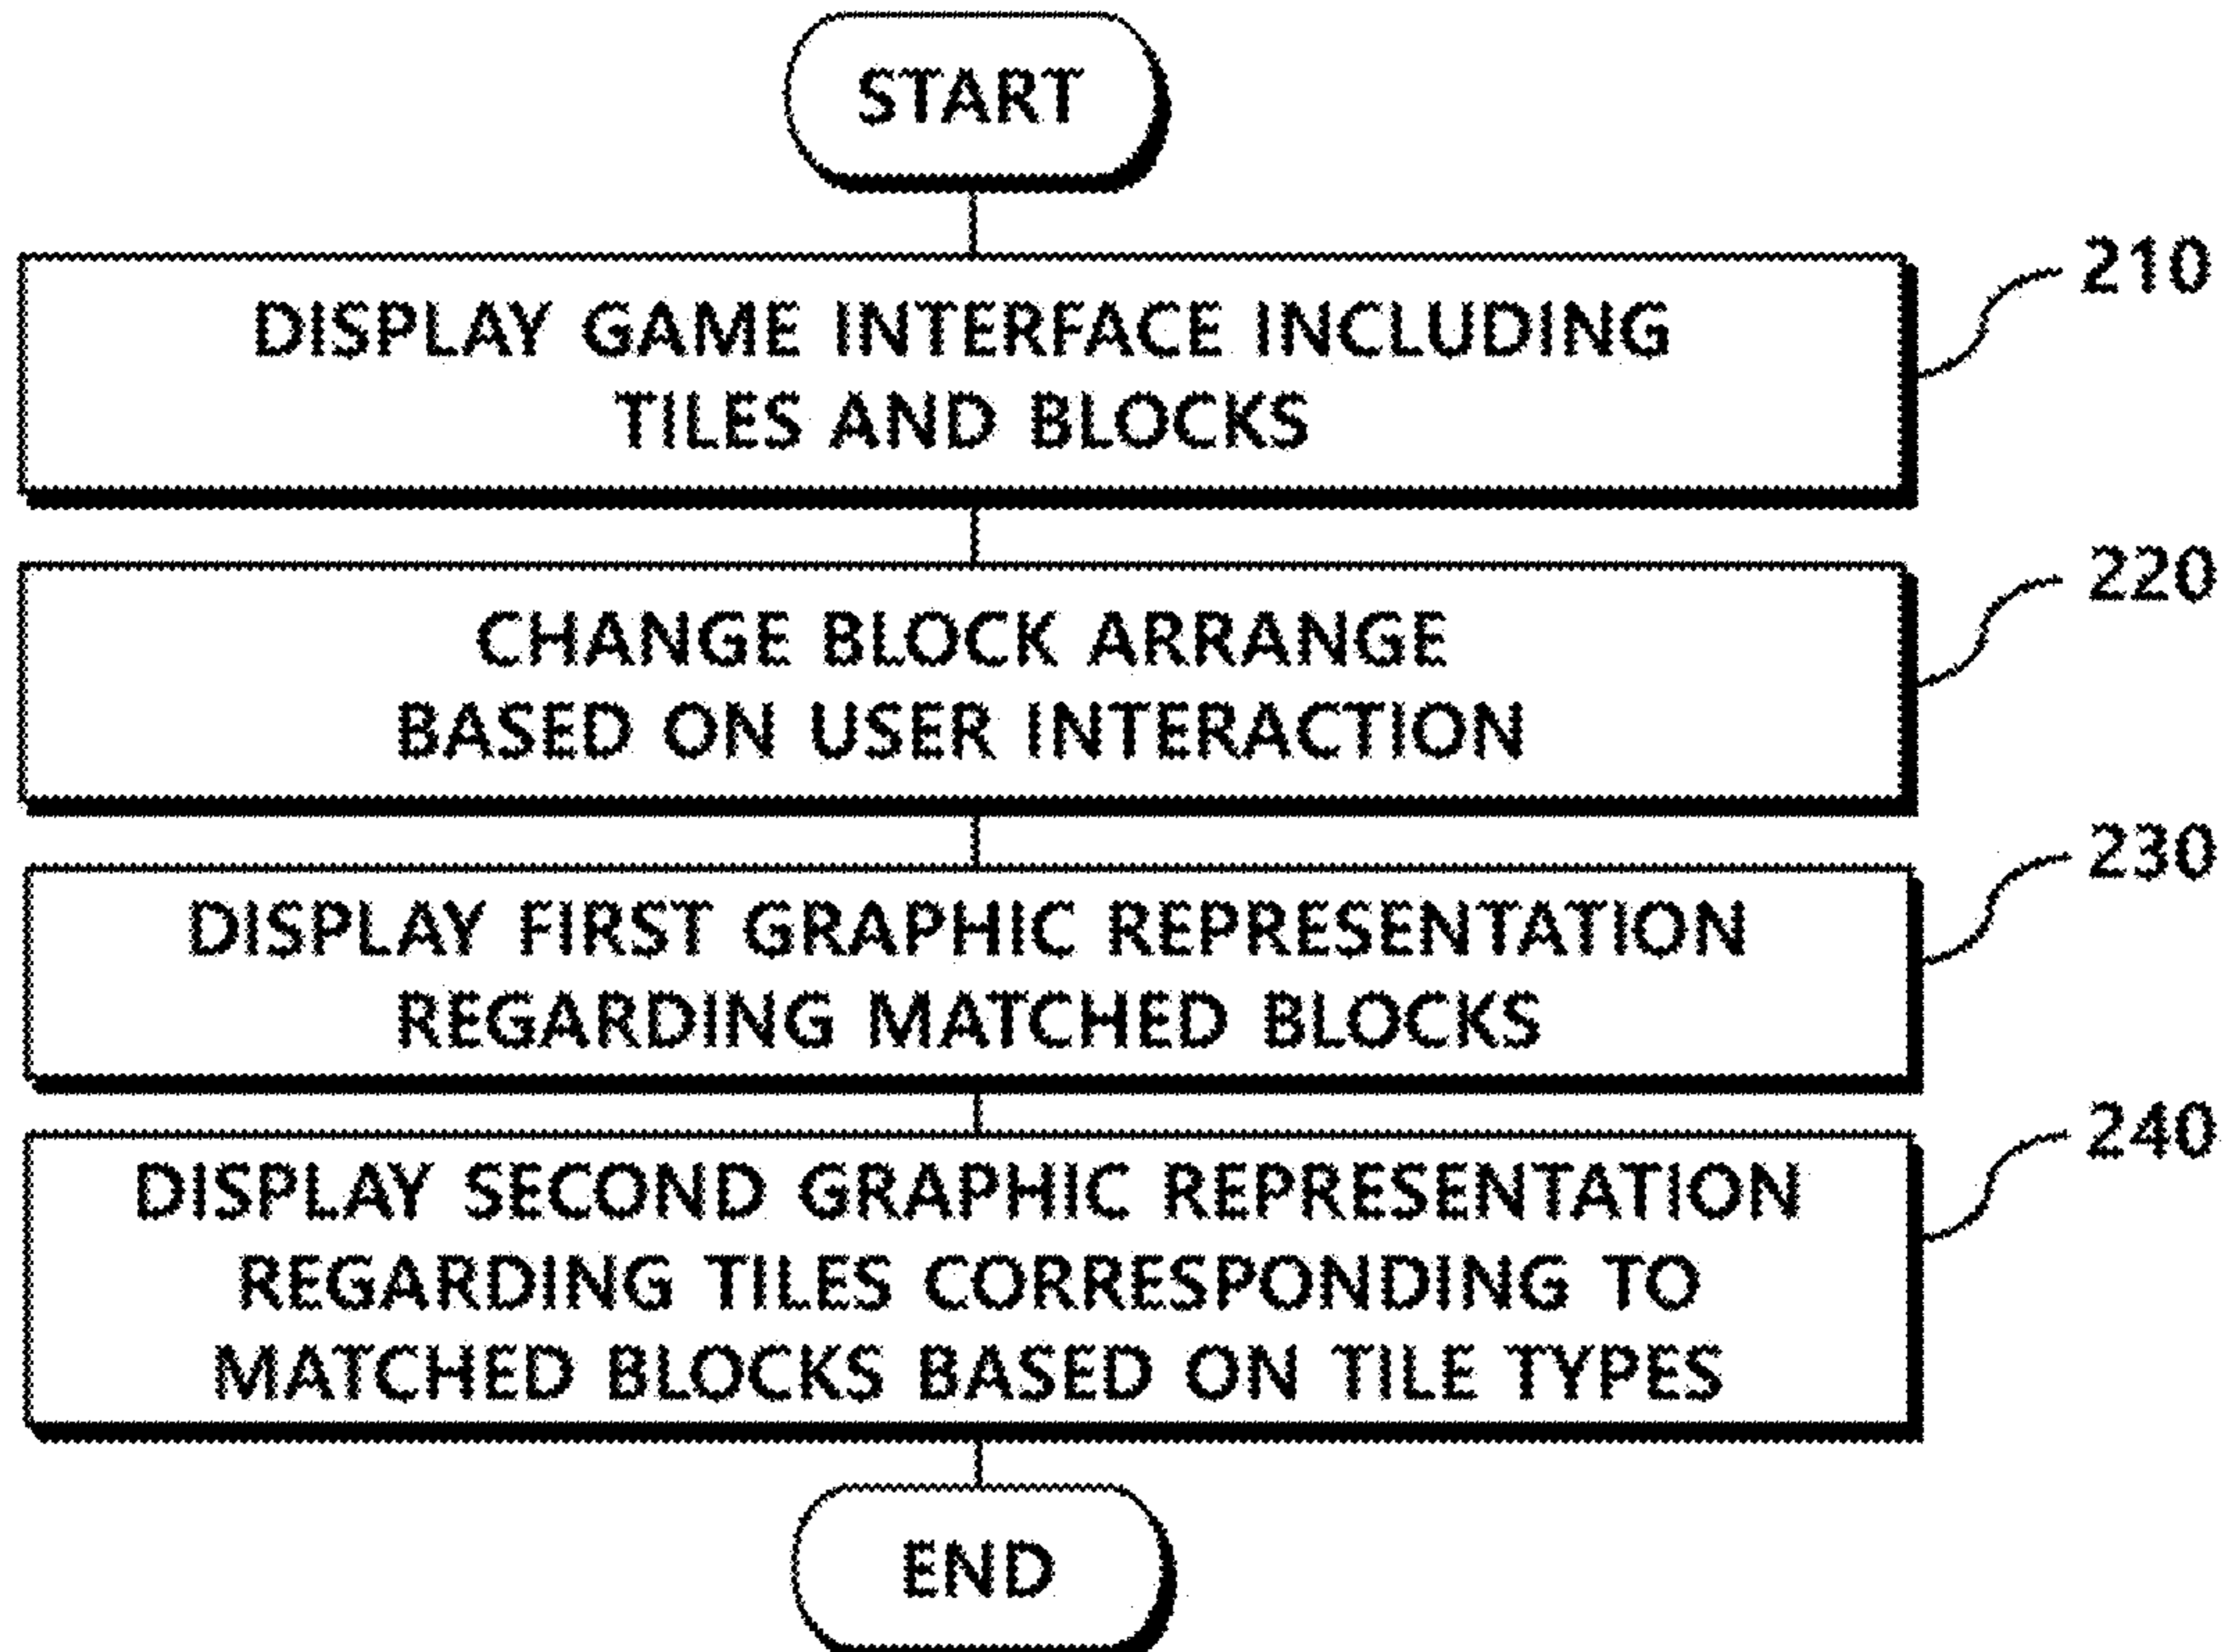 START
210
DISPLAY GAME INTERFACE INCLUDING
TILES AND BLOCKS
220
CHANGE BLOCK ARRANGE
BASED ON USER INTERACTION
230
DISPLAY FIRST GRAPHIC REPRESENTATION
REGARDING MATCHED BLOCKS
240
DISPLAY SECOND GRAPHIC REPRESENTATION
REGARDING TILES CORRESPONDING TO
MATCHED BLOCKS BASED ON TILE TYPES
END